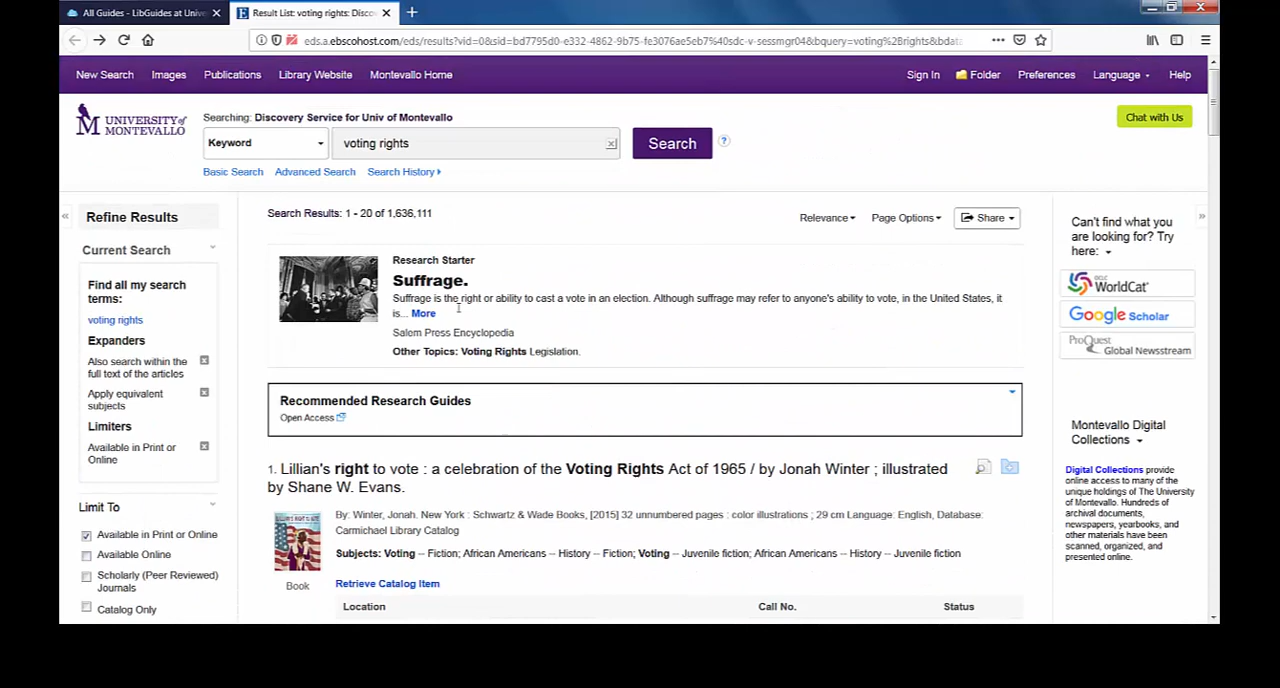 All Guides - LibGuides at Unive
Result List: voting rights: Disco
eds.a.ebscohost.com/eds/results?vid=0&sid=bd7795d0-e332-4862-9b75-fe3076ae5eb7%40sdc-v-sessmgr04&bquery=voting%2Brights&bdata
New Search Images Publications Library Website Montevallo Home
Sign In Folder Preferences Language Help
UNIVERSITY of MONTEVALLO
Searching: Discovery Service for Univ of Montevallo
Keyword voting rights Search ?
Chat with Us
Basic Search Advanced Search Search History
Refine Results
Current Search
Find all my search
terms:
voting rights
Expanders
Also search within the
full text of the articles
Apply equivalent
subjects
Limiters
Available in Print or
Online
Limit To
Available in Print or Online
Available Online
Scholarly (Peer Reviewed)
Journals
Catalog Only
Search Results: 1 - 20 of 1,636,111
Relevance Page Options Share
Research Starter
Suffrage.
Suffrage is the right or ability to cast a vote in an election. Although suffrage may refer to anyone's ability to vote, in the United States, it
is... More
Salem Press Encyclopedia
Other Topics: Voting Rights Legislation.
Recommended Research Guides
Open Access
1. Lillian's right to vote : a celebration of the Voting Rights Act of 1965 / by Jonah Winter ; illustrated
by Shane W. Evans.
By: Winter, Jonah. New York : Schwartz & Wade Books, [2015] 32 unnumbered pages : color illustrations ; 29 cm Language: English, Database:
Carmichael Library Catalog
Subjects: Voting -- Fiction; African Americans -- History -- Fiction; Voting -- Juvenile fiction; African Americans -- History -- Juvenile fiction
Book
Retrieve Catalog Item
Location Call No. Status
Can't find what you
are looking for? Try
here:
OCLC WorldCat
Google Scholar
ProQuest Global Newsstream
Montevallo Digital
Collections
Digital Collections provide
online access to many of the
unique holdings of The University
of Montevallo. Hundreds of
archival documents,
newspapers, yearbooks, and
other materials have been
scanned, organized, and
presented online.